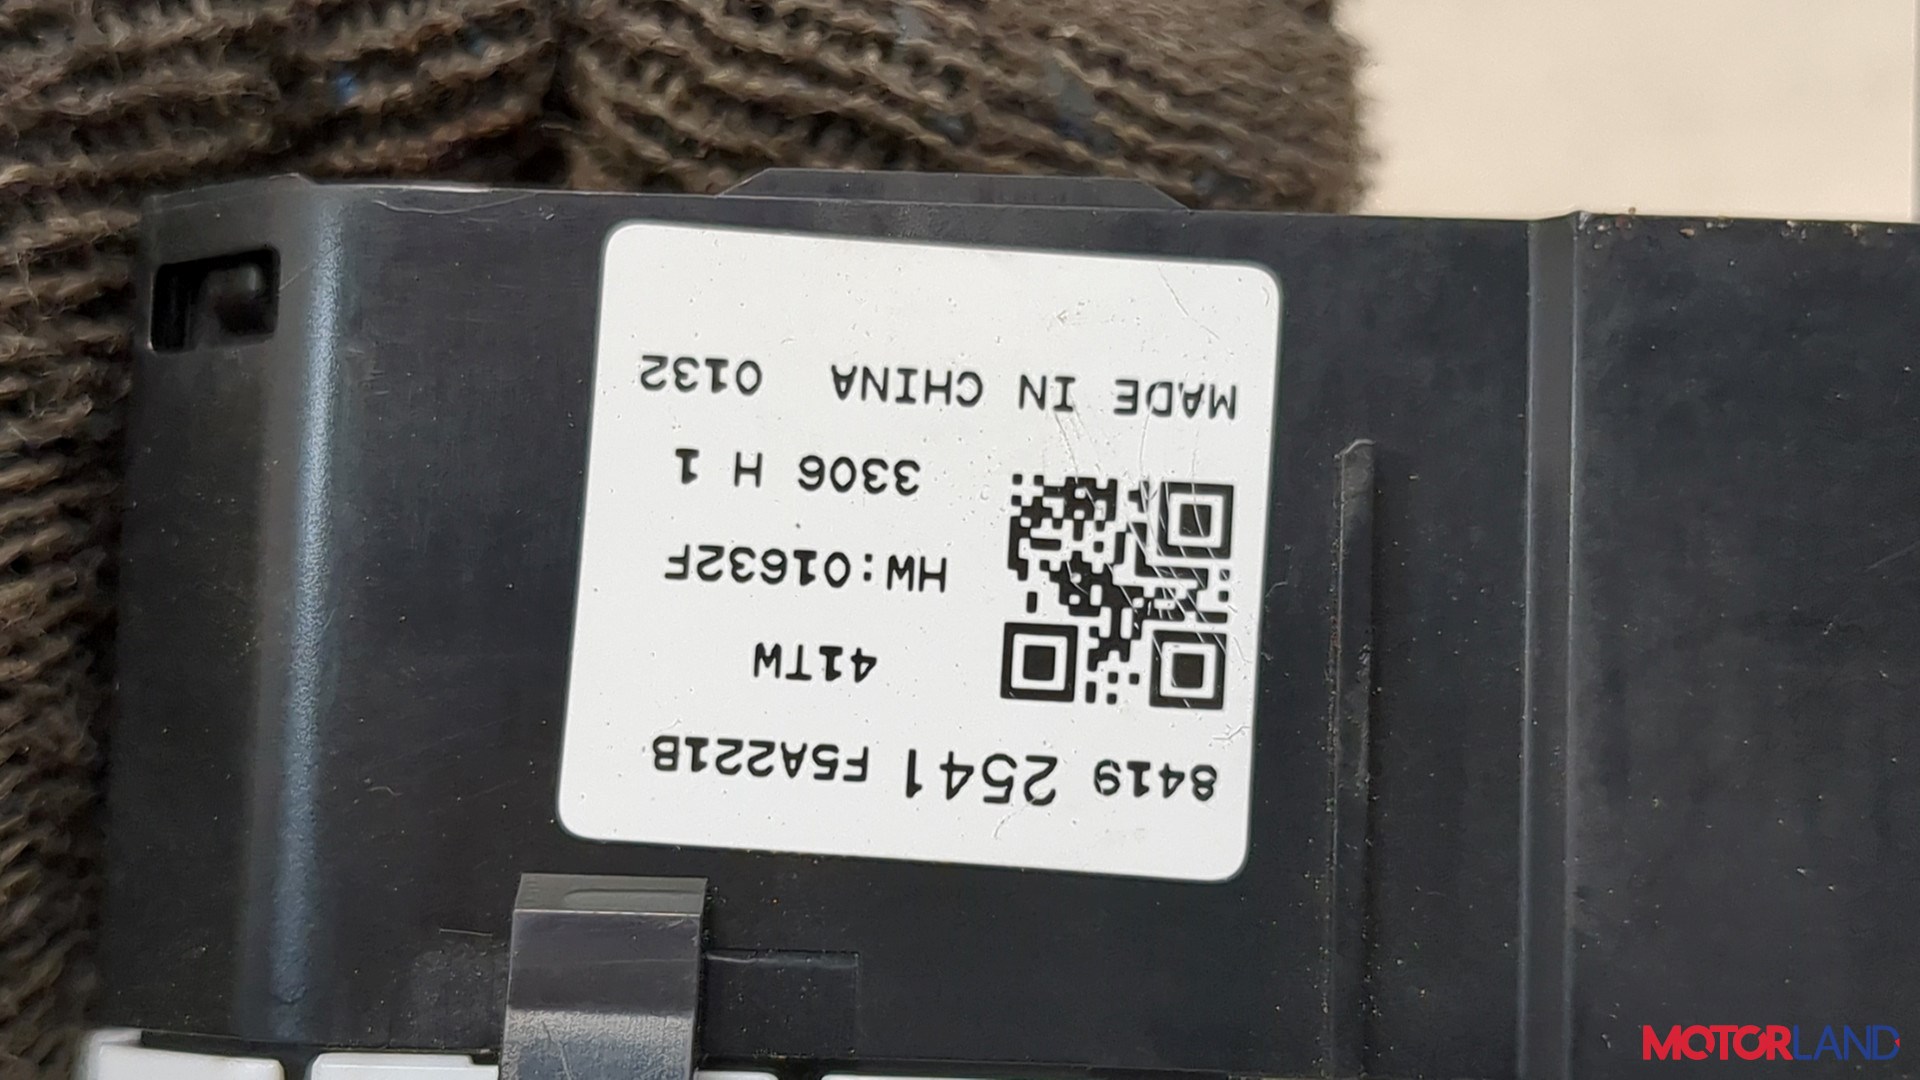 8419 2541 F5A221B
41TW
HW:01632F
3306 H 1
MADE IN CHINA 0132
MOTORLAND